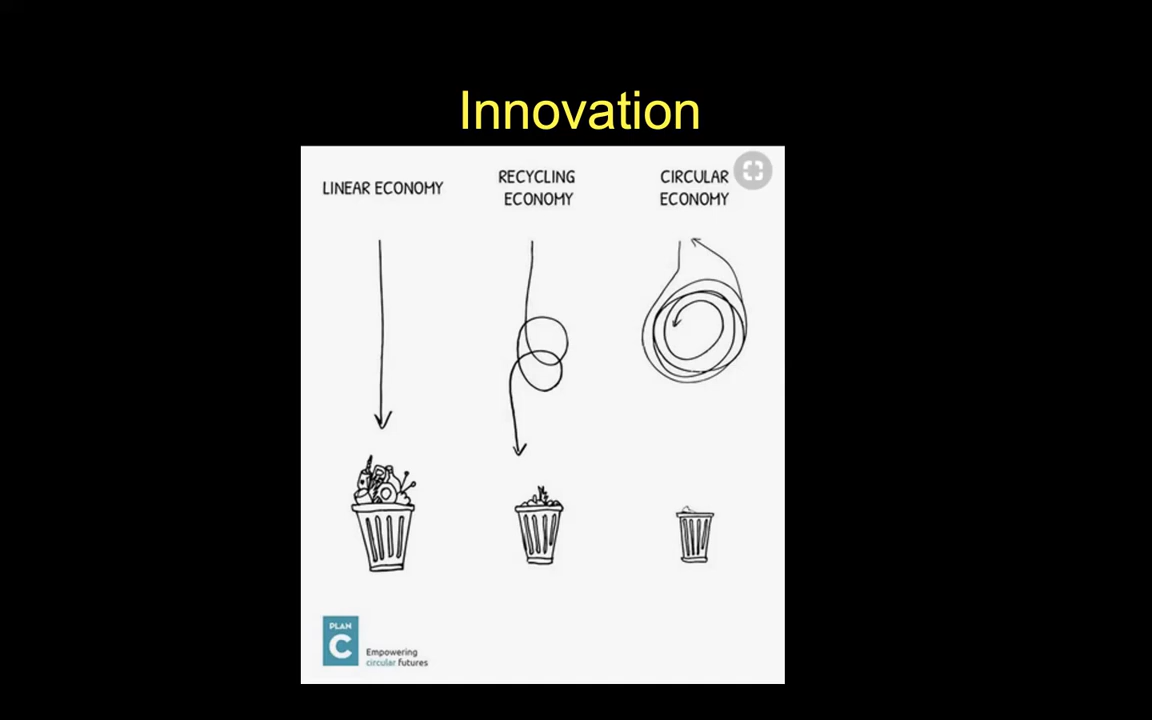 Innovation
LINEAR ECONOMY
RECYCLING
ECONOMY
CIRCULAR
ECONOMY
PLAN
C
Empowering
circular futures